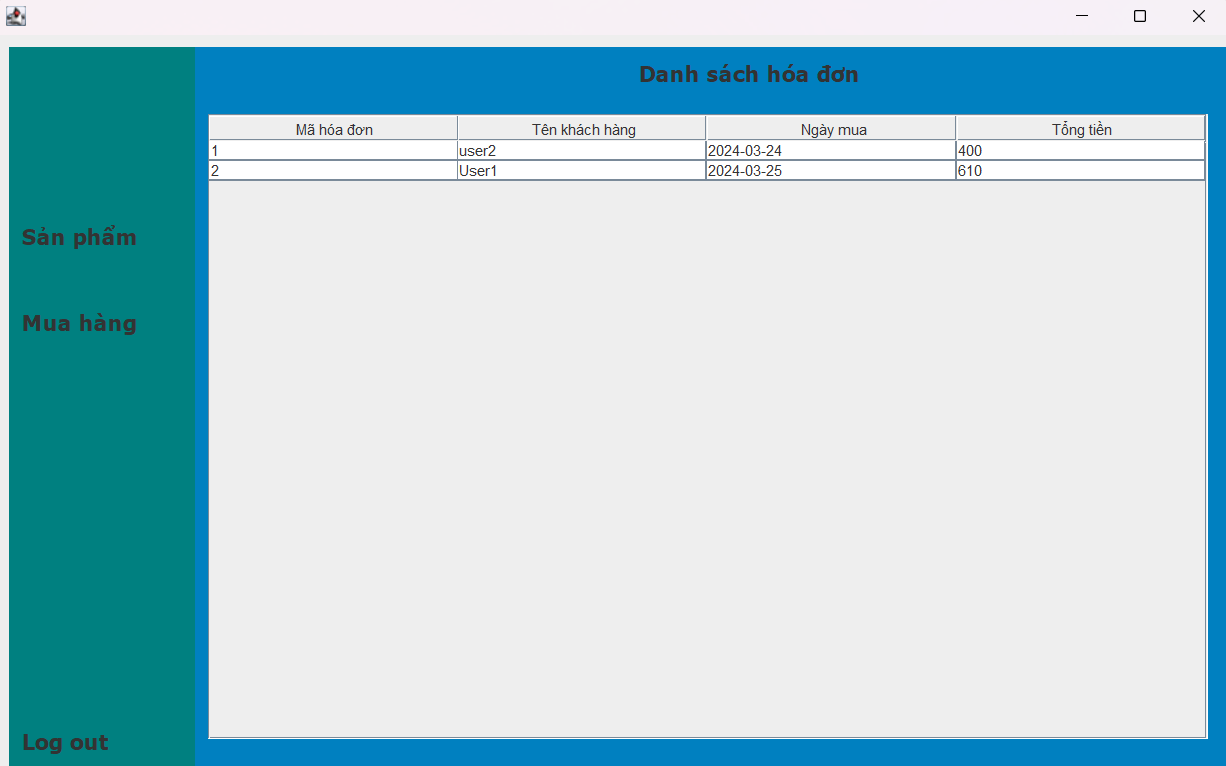 Danh sách hóa đơn
Mã hóa đơn Tên khách hàng Ngày mua Tổng tiền
1 user2 2024-03-24 400
2 User1 2024-03-25 610
Sản phẩm
Mua hàng
Log out